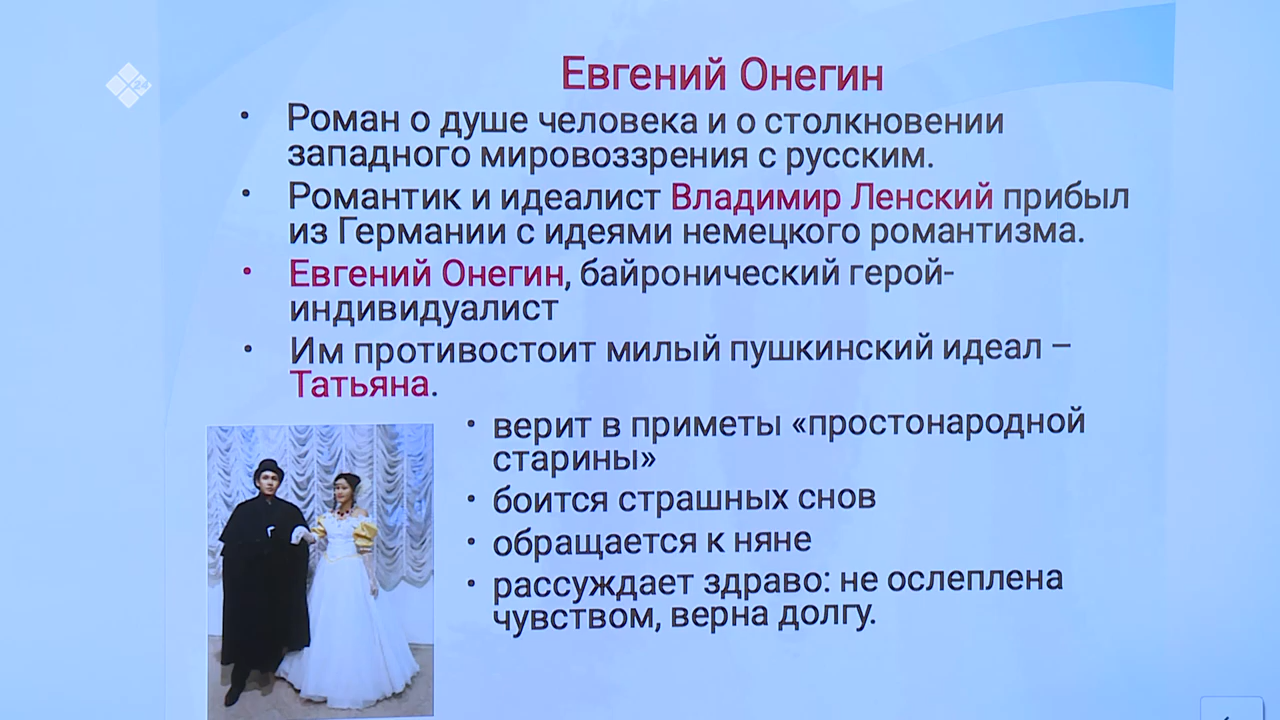 24
Евгений Онегин
• Роман о душе человека и о столкновении
западного мировоззрения с русским.
• Романтик и идеалист Владимир Ленский прибыл
из Германии с идеями немецкого романтизма.
• Евгений Онегин, байронический герой-
индивидуалист
• Им противостоит милый пушкинский идеал –
Татьяна.
• верит в приметы «простонародной
старины»
• боится страшных снов
• обращается к няне
• рассуждает здраво: не ослеплена
чувством, верна долгу.